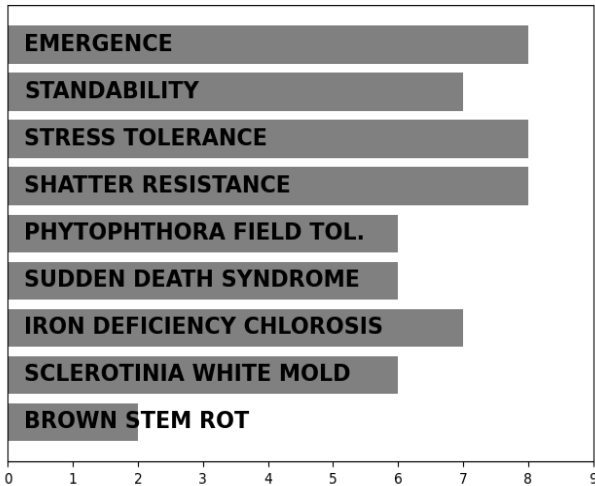 EMERGENCE
STANDABILITY
STRESS TOLERANCE
SHATTER RESISTANCE
PHYTOPHTHORA FIELD TOL.
SUDDEN DEATH SYNDROME
IRON DEFICIENCY CHLOROSIS
SCLEROTINIA WHITE MOLD
BROWN STEM ROT
0 1 2 3 4 5 6 7 8 9